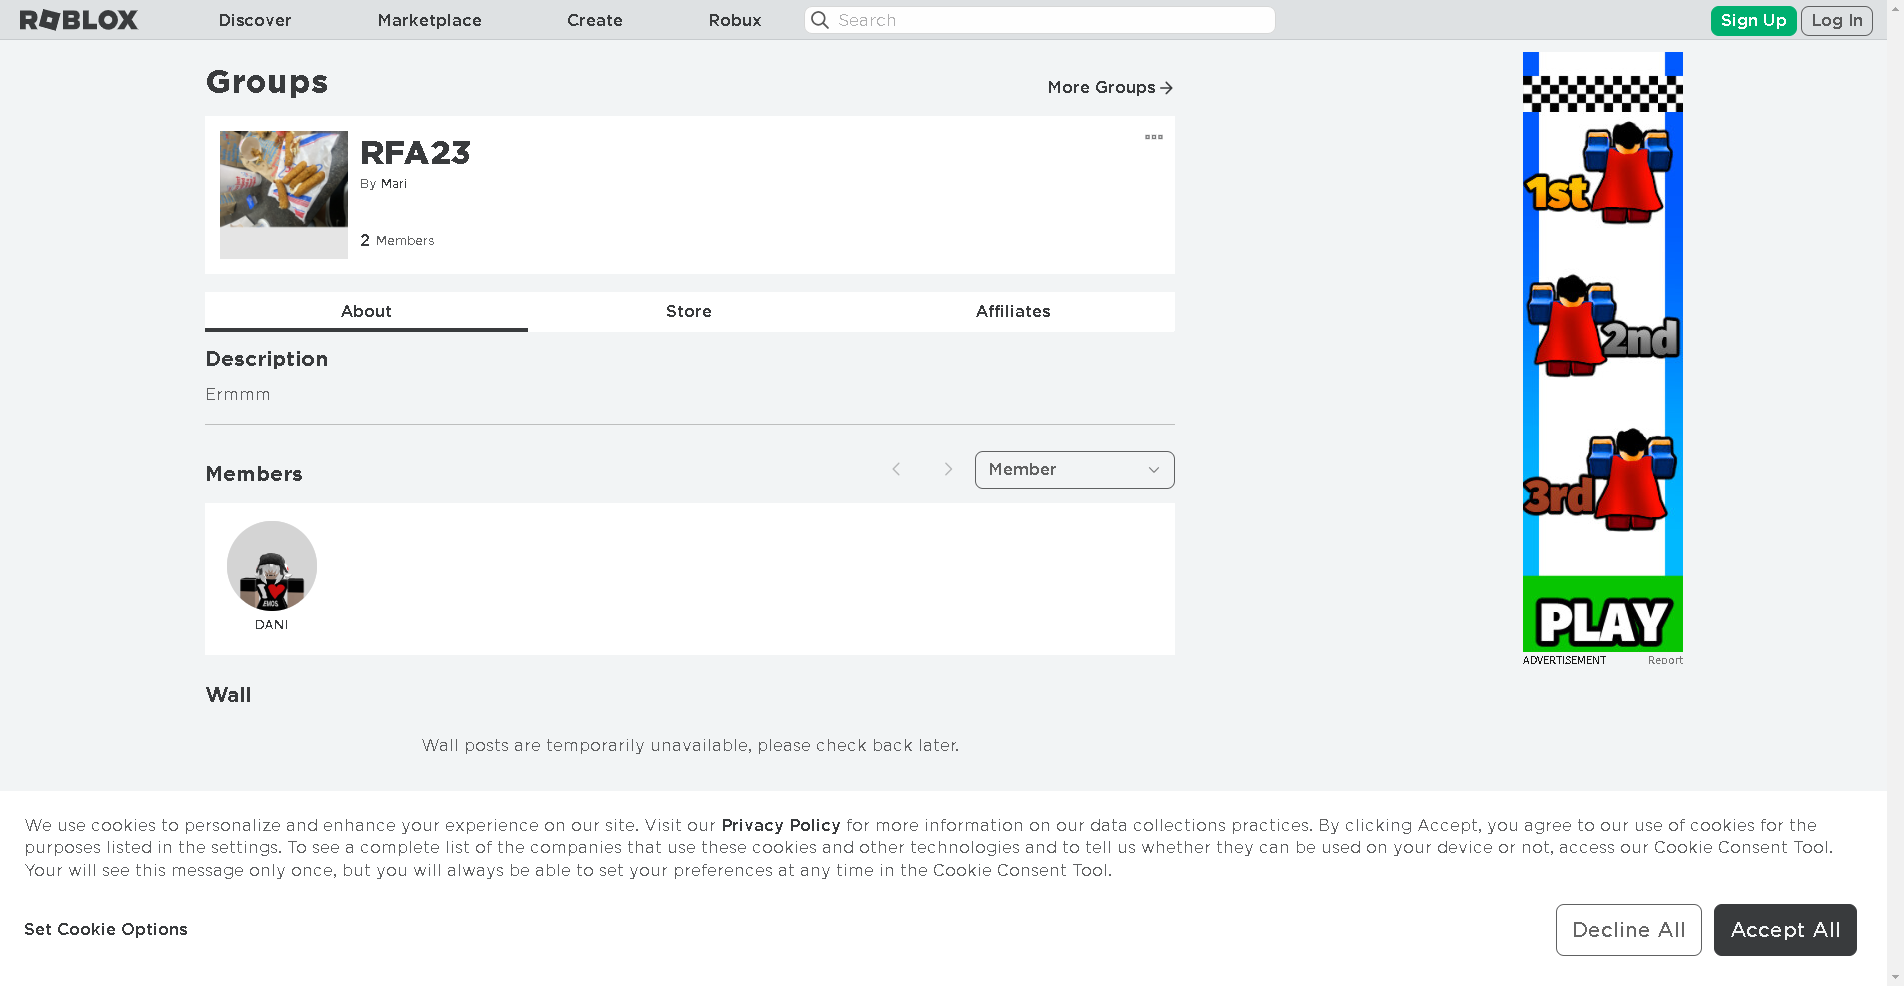 ROBLOX
Discover
Marketplace
Create
Robux
Search
Sign Up
Log In
Groups
More Groups
RFA23
By Mari
2 Members
About
Store
Affiliates
Description
Ermmm
Members
Member
I
EMOS
DANI
Wall
Wall posts are temporarily unavailable, please check back later.
1st
2nd
3rd
PLAY
ADVERTISEMENT
Report
We use cookies to personalize and enhance your experience on our site. Visit our Privacy Policy for more information on our data collections practices. By clicking Accept, you agree to our use of cookies for the
purposes listed in the settings. To see a complete list of the companies that use these cookies and other technologies and to tell us whether they can be used on your device or not, access our Cookie Consent Tool.
Your will see this message only once, but you will always be able to set your preferences at any time in the Cookie Consent Tool.
Set Cookie Options
Decline All
Accept All